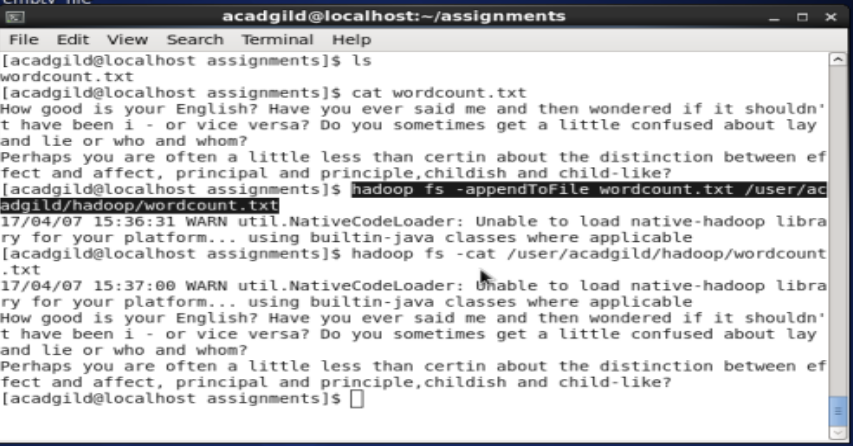 empty file
acadgild@localhost:~/assignments
File Edit View Search Terminal Help
[acadgild@localhost assignments]$ ls
wordcount.txt
[acadgild@localhost assignments]$ cat wordcount.txt
How good is your English? Have you ever said me and then wondered if it shouldn'
t have been i - or vice versa? Do you sometimes get a little confused about lay
and lie or who and whom?
Perhaps you are often a little less than certin about the distinction between ef
fect and affect, principal and principle,childish and child-like?
[acadgild@localhost assignments]$ hadoop fs -appendToFile wordcount.txt /user/ac
adgild/hadoop/wordcount.txt
17/04/07 15:36:31 WARN util.NativeCodeLoader: Unable to load native-hadoop libra
ry for your platform... using builtin-java classes where applicable
[acadgild@localhost assignments]$ hadoop fs -cat /user/acadgild/hadoop/wordcount
.txt
17/04/07 15:37:00 WARN util.NativeCodeLoader: Unable to load native-hadoop libra
ry for your platform... using builtin-java classes where applicable
How good is your English? Have you ever said me and then wondered if it shouldn'
t have been i - or vice versa? Do you sometimes get a little confused about lay
and lie or who and whom?
Perhaps you are often a little less than certin about the distinction between ef
fect and affect, principal and principle,childish and child-like?
[acadgild@localhost assignments]$